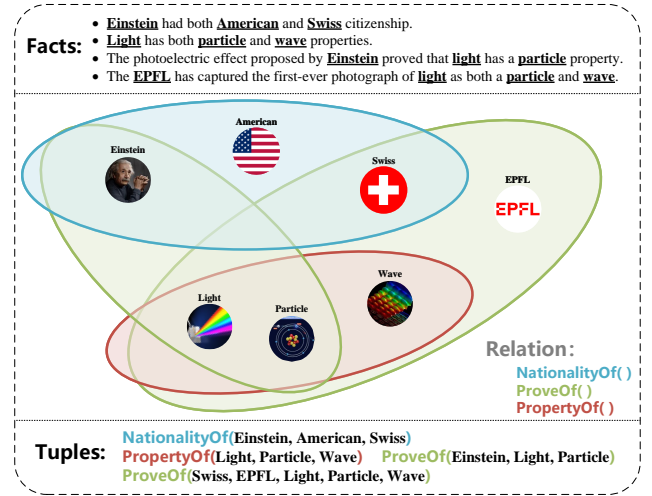 Facts:
• Einstein had both American and Swiss citizenship.
• Light has both particle and wave properties.
• The photoelectric effect proposed by Einstein proved that light has a particle property.
• The EPFL has captured the first-ever photograph of light as both a particle and wave.
American
Einstein
Swiss
EPFL
EPFL
Wave
Light
Particle
Relation:
NationalityOf( )
ProveOf( )
PropertyOf( )
Tuples:
NationalityOf(Einstein, American, Swiss)
PropertyOf(Light, Particle, Wave) ProveOf(Einstein, Light, Particle)
ProveOf(Swiss, EPFL, Light, Particle, Wave)